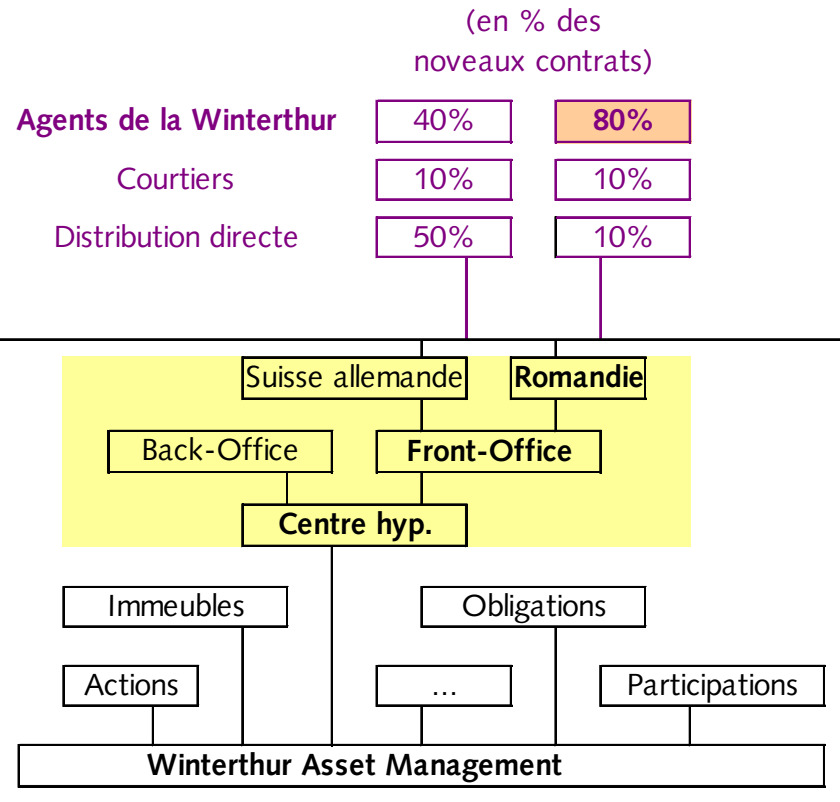 (en % des
noveaux contrats)
Agents de la Winterthur 40% 80%
Courtiers 10% 10%
Distribution directe 50% 10%
Suisse allemande Romandie
Back-Office Front-Office
Centre hyp.
Immeubles Obligations
Actions ... Participations
Winterthur Asset Management